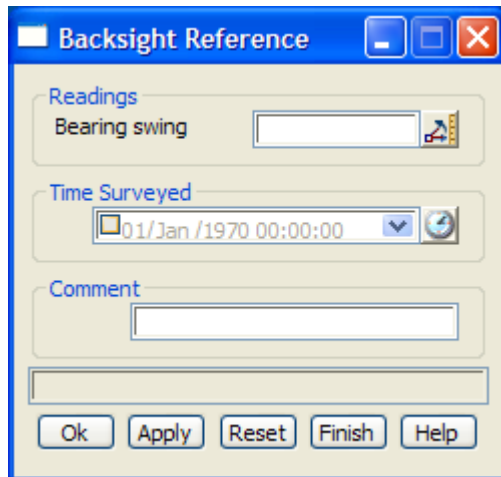 Backsight Reference
Readings
Bearing swing
Time Surveyed
01/Jan /1970 00:00:00
Comment
Ok Apply Reset Finish Help